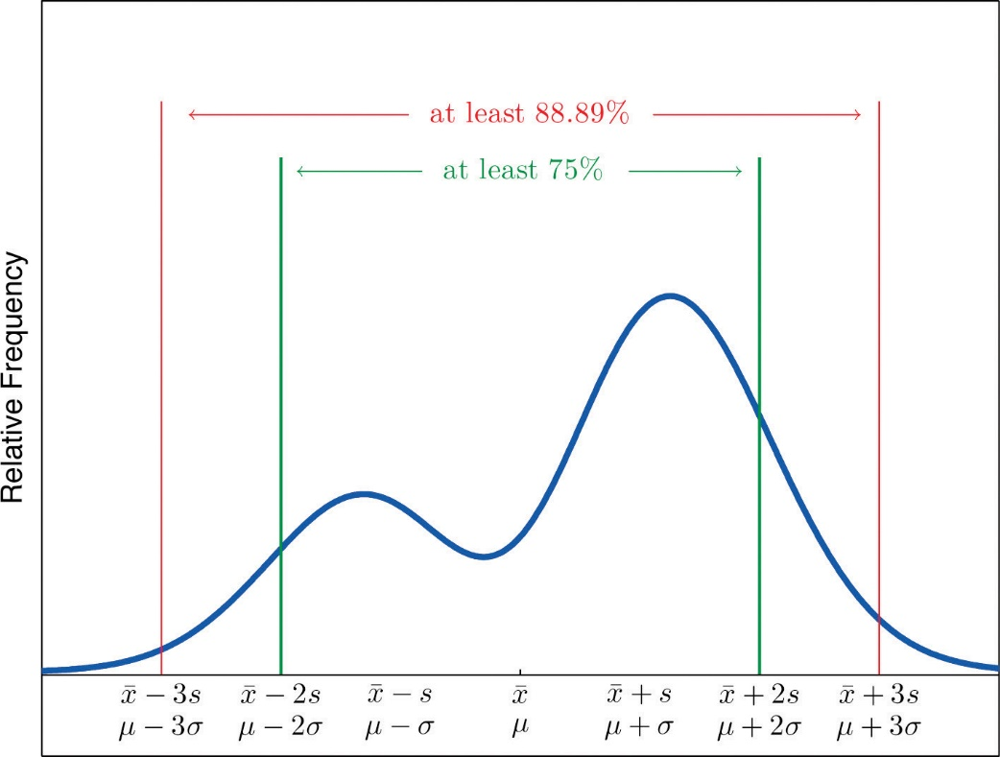 at least 88.89%
at least 75%
Relative Frequency
x̄ − 3s x̄ − 2s x̄ − s x̄ x̄ + s x̄ + 2s x̄ + 3s
μ − 3σ μ − 2σ μ − σ μ μ + σ μ + 2σ μ + 3σ